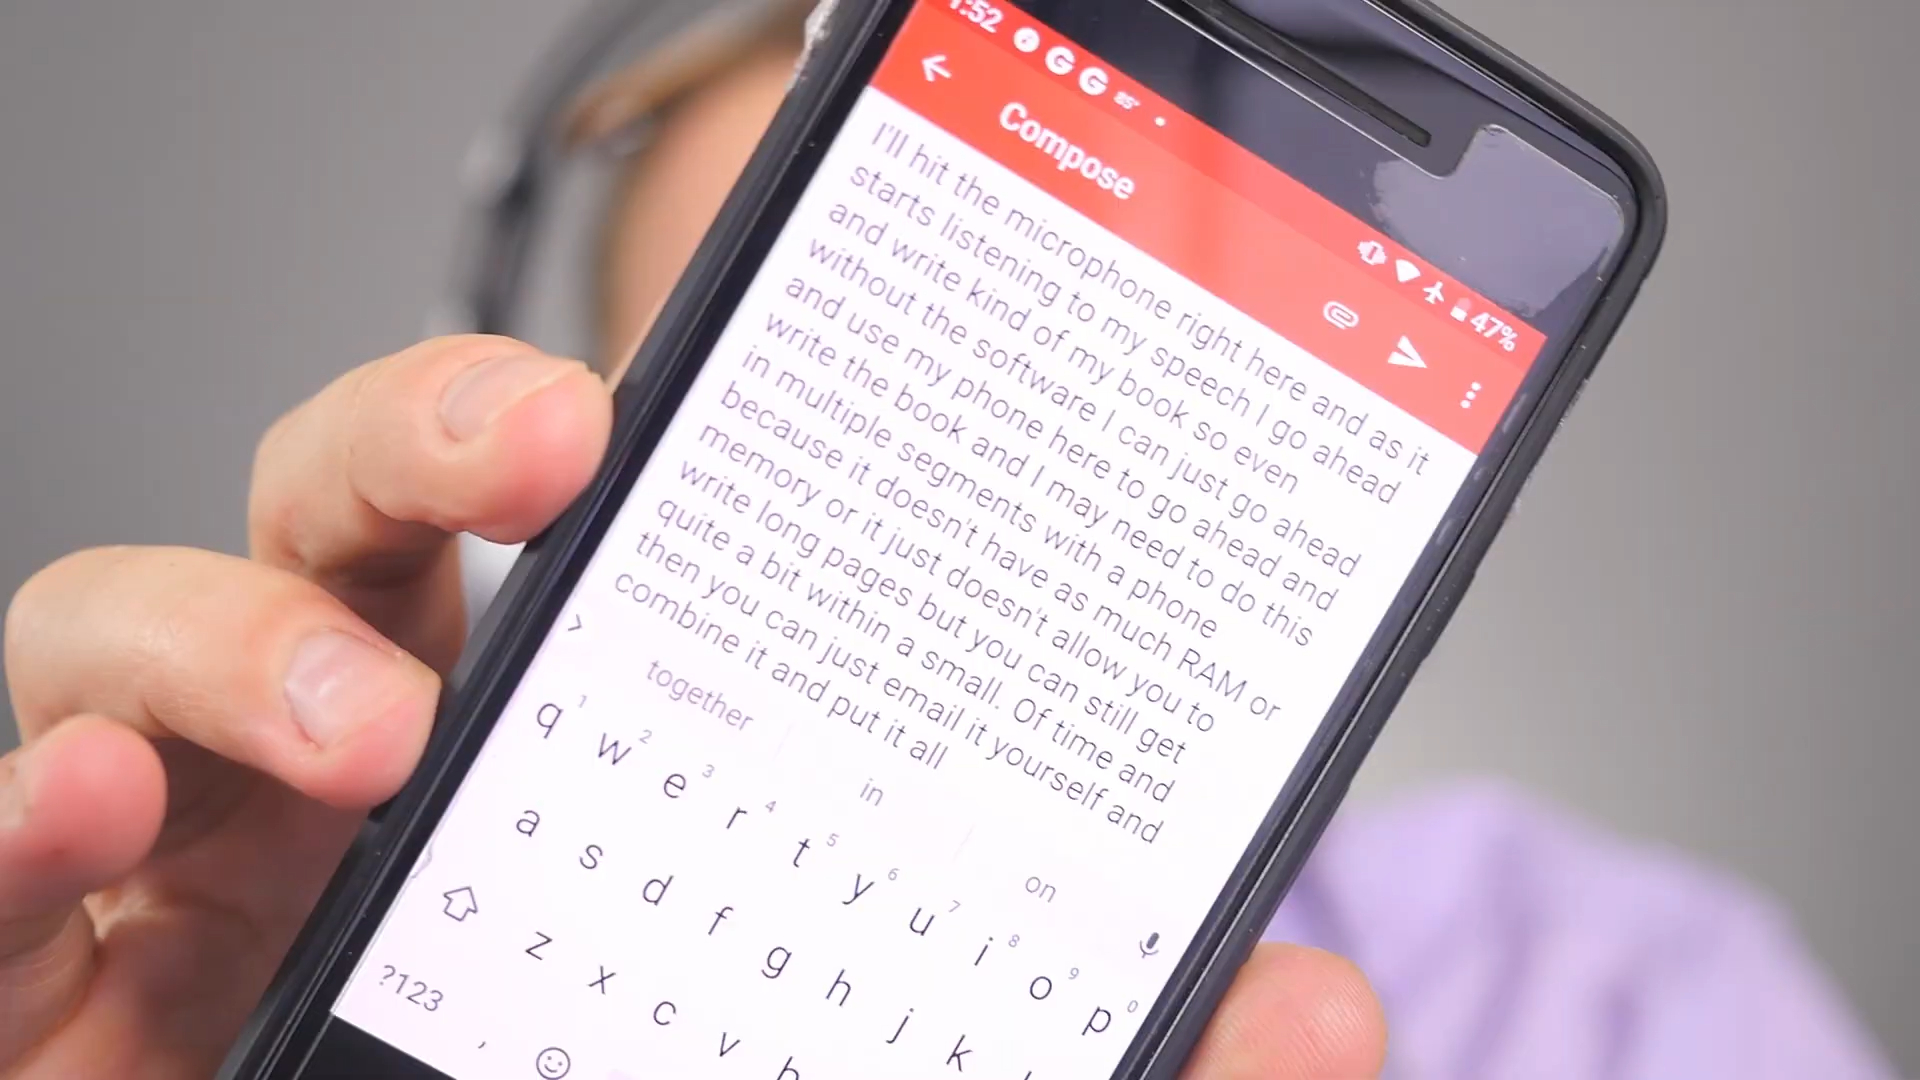 1:52 G G 85° 47%
Compose
I'll hit the microphone right here and as it
starts listening to my speech I go ahead
and write kind of my book so even
without the software I can just go ahead
and use my phone here to go ahead and
write the book and I may need to do this
in multiple segments with a phone
because it doesn't have as much RAM or
memory or it just doesn't allow you to
write long pages but you can still get
quite a bit within a small. Of time and
then you can just email it yourself and
combine it and put it all
together in on
q 1 w 2 e 3 r 4 t 5 y 6 u 7 i 8 o 9 p 0
a s d f g h j k
z x c v
?123 ,